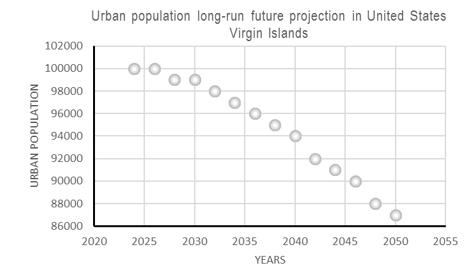 Urban population long-run future projection in United States
Virgin Islands
102000
100000
98000
96000
94000
92000
90000
88000
86000
URBAN POPULATION
2020 2025 2030 2035 2040 2045 2050 2055
YEARS